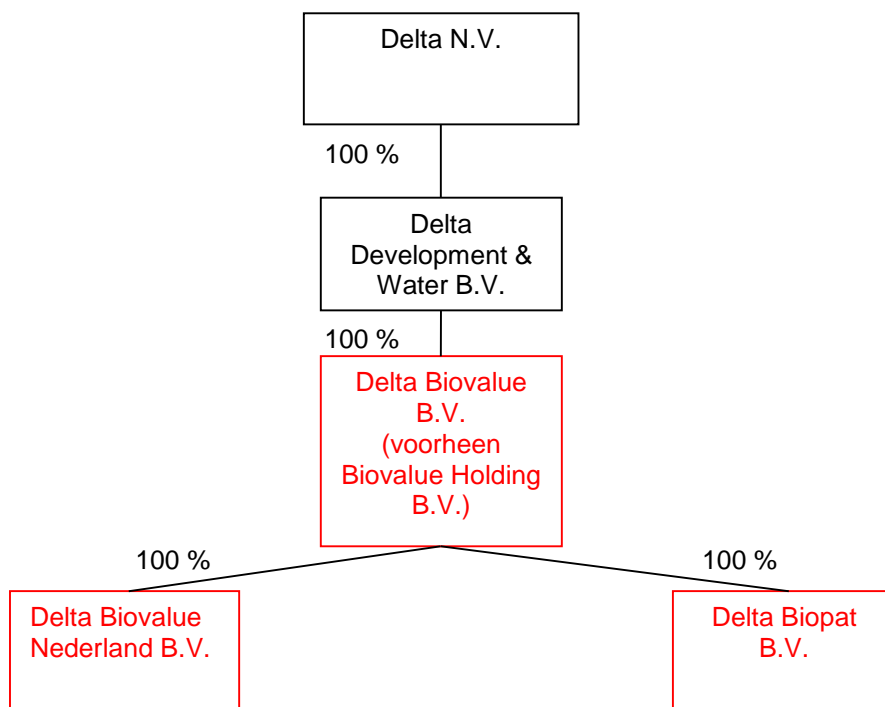 Delta N.V.
100 %
Delta
Development &
Water B.V.
100 %
Delta Biovalue
B.V.
(voorheen
Biovalue Holding
B.V.)
100 %
100 %
Delta Biovalue
Nederland B.V.
Delta Biopat
B.V.